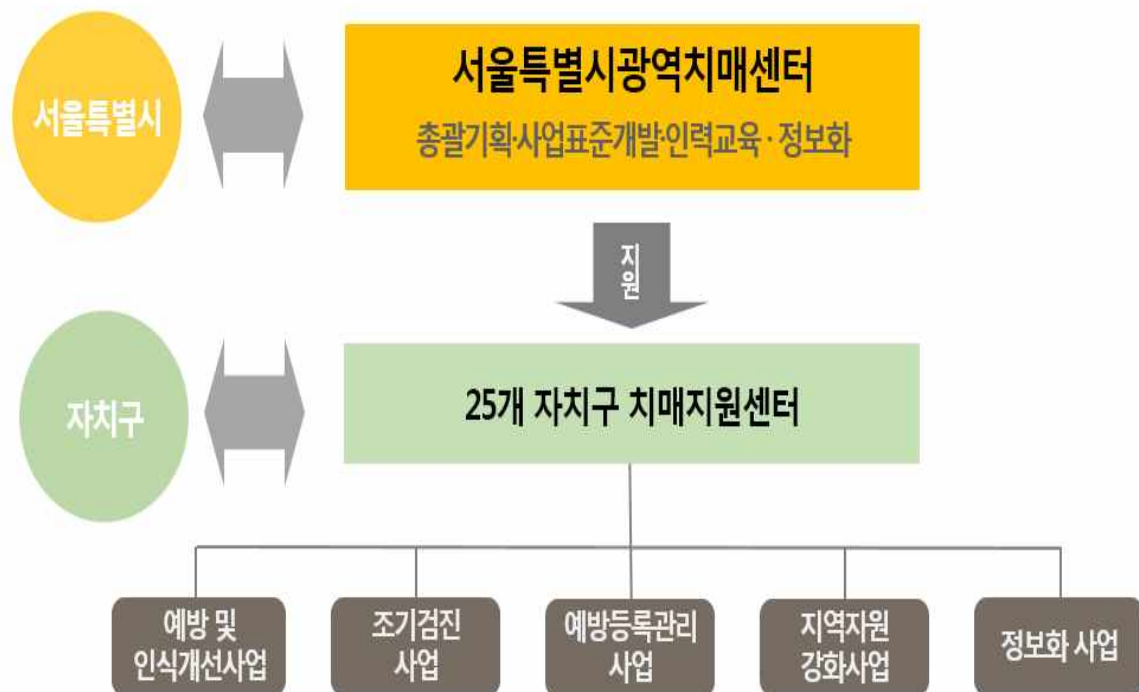 서울특별시
서울특별시광역치매센터
총괄기획·사업표준개발·인력교육 · 정보화
지
원
자치구
25개 자치구 치매지원센터
예방 및
인식개선사업
조기검진
사업
예방등록관리
사업
지역자원
강화사업
정보화 사업